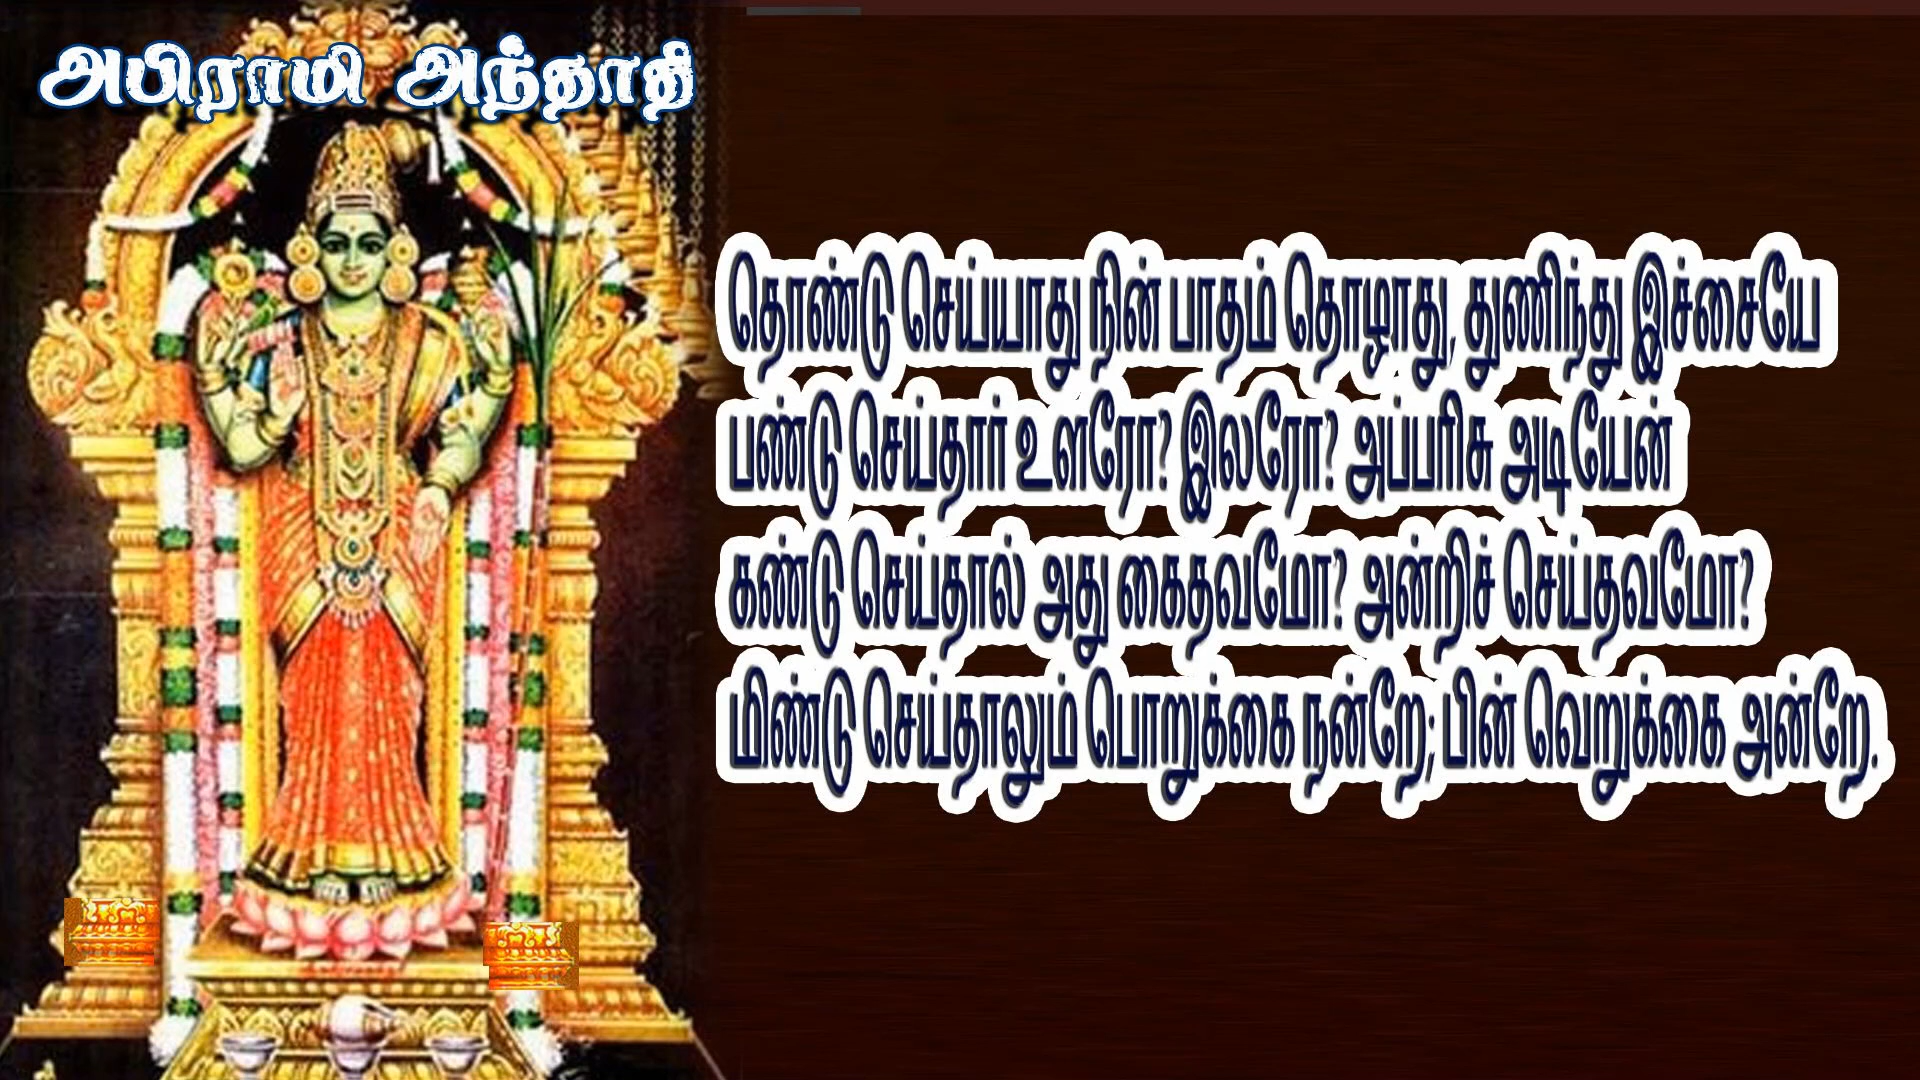 அபிராமி அந்தாதி
தொண்டு செய்யாது நின் பாதம் தொழாது, துணிந்து இச்சையே
பண்டு செய்தார் உளரோ? இலரோ? அப்பரிசு அடியேன்
கண்டு செய்தால் அது கைதவமோ? அன்றிச் செய்தவமோ?
மிண்டு செய்தாலும் பொறுக்கை நன்றே; பின் வெறுக்கை அன்றே.